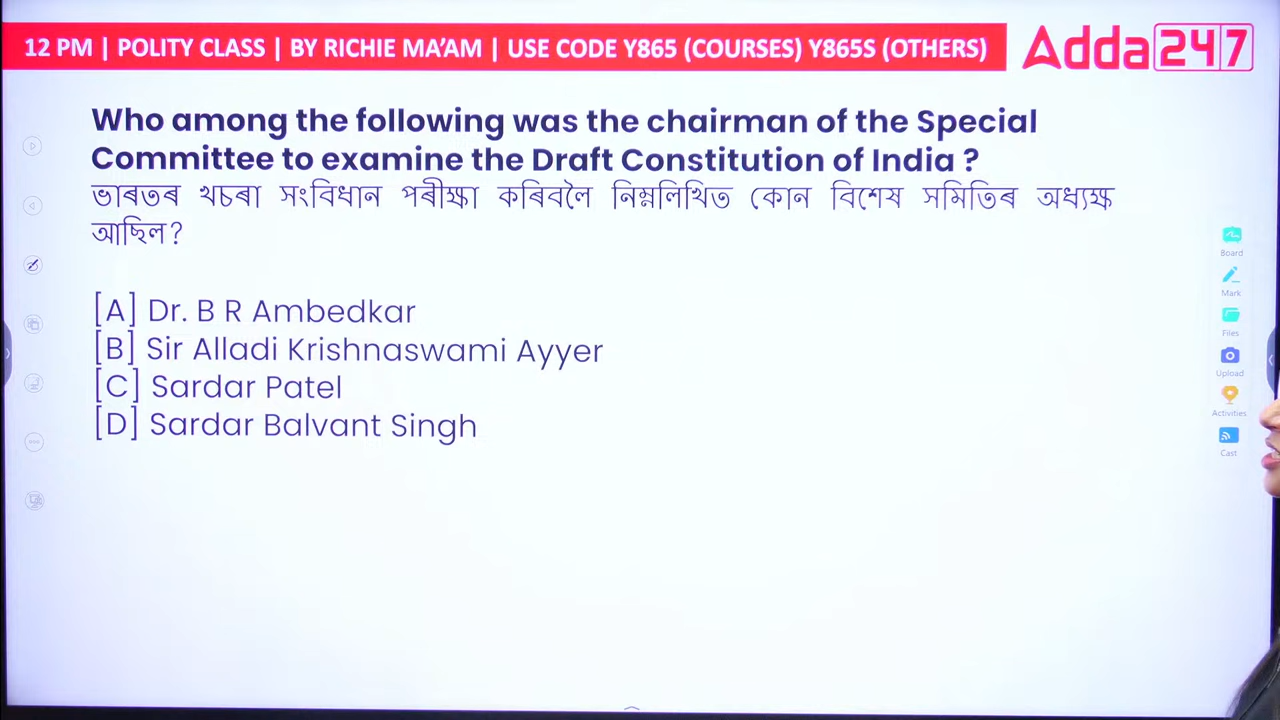 12 PM | POLITY CLASS | BY RICHIE MA'AM | USE CODE Y865 (COURSES) Y865S (OTHERS)
Adda247
Who among the following was the chairman of the Special
Committee to examine the Draft Constitution of India ?
ভাৰতৰ খচৰা সংবিধান পৰীক্ষা কৰিবলৈ নিম্নলিখিত কোন বিশেষ সমিতিৰ অধ্যক্ষ
আছিল?
[A] Dr. B R Ambedkar
[B] Sir Alladi Krishnaswami Ayyer
[C] Sardar Patel
[D] Sardar Balvant Singh
Board
Mark
Files
Upload
Activities
Cast